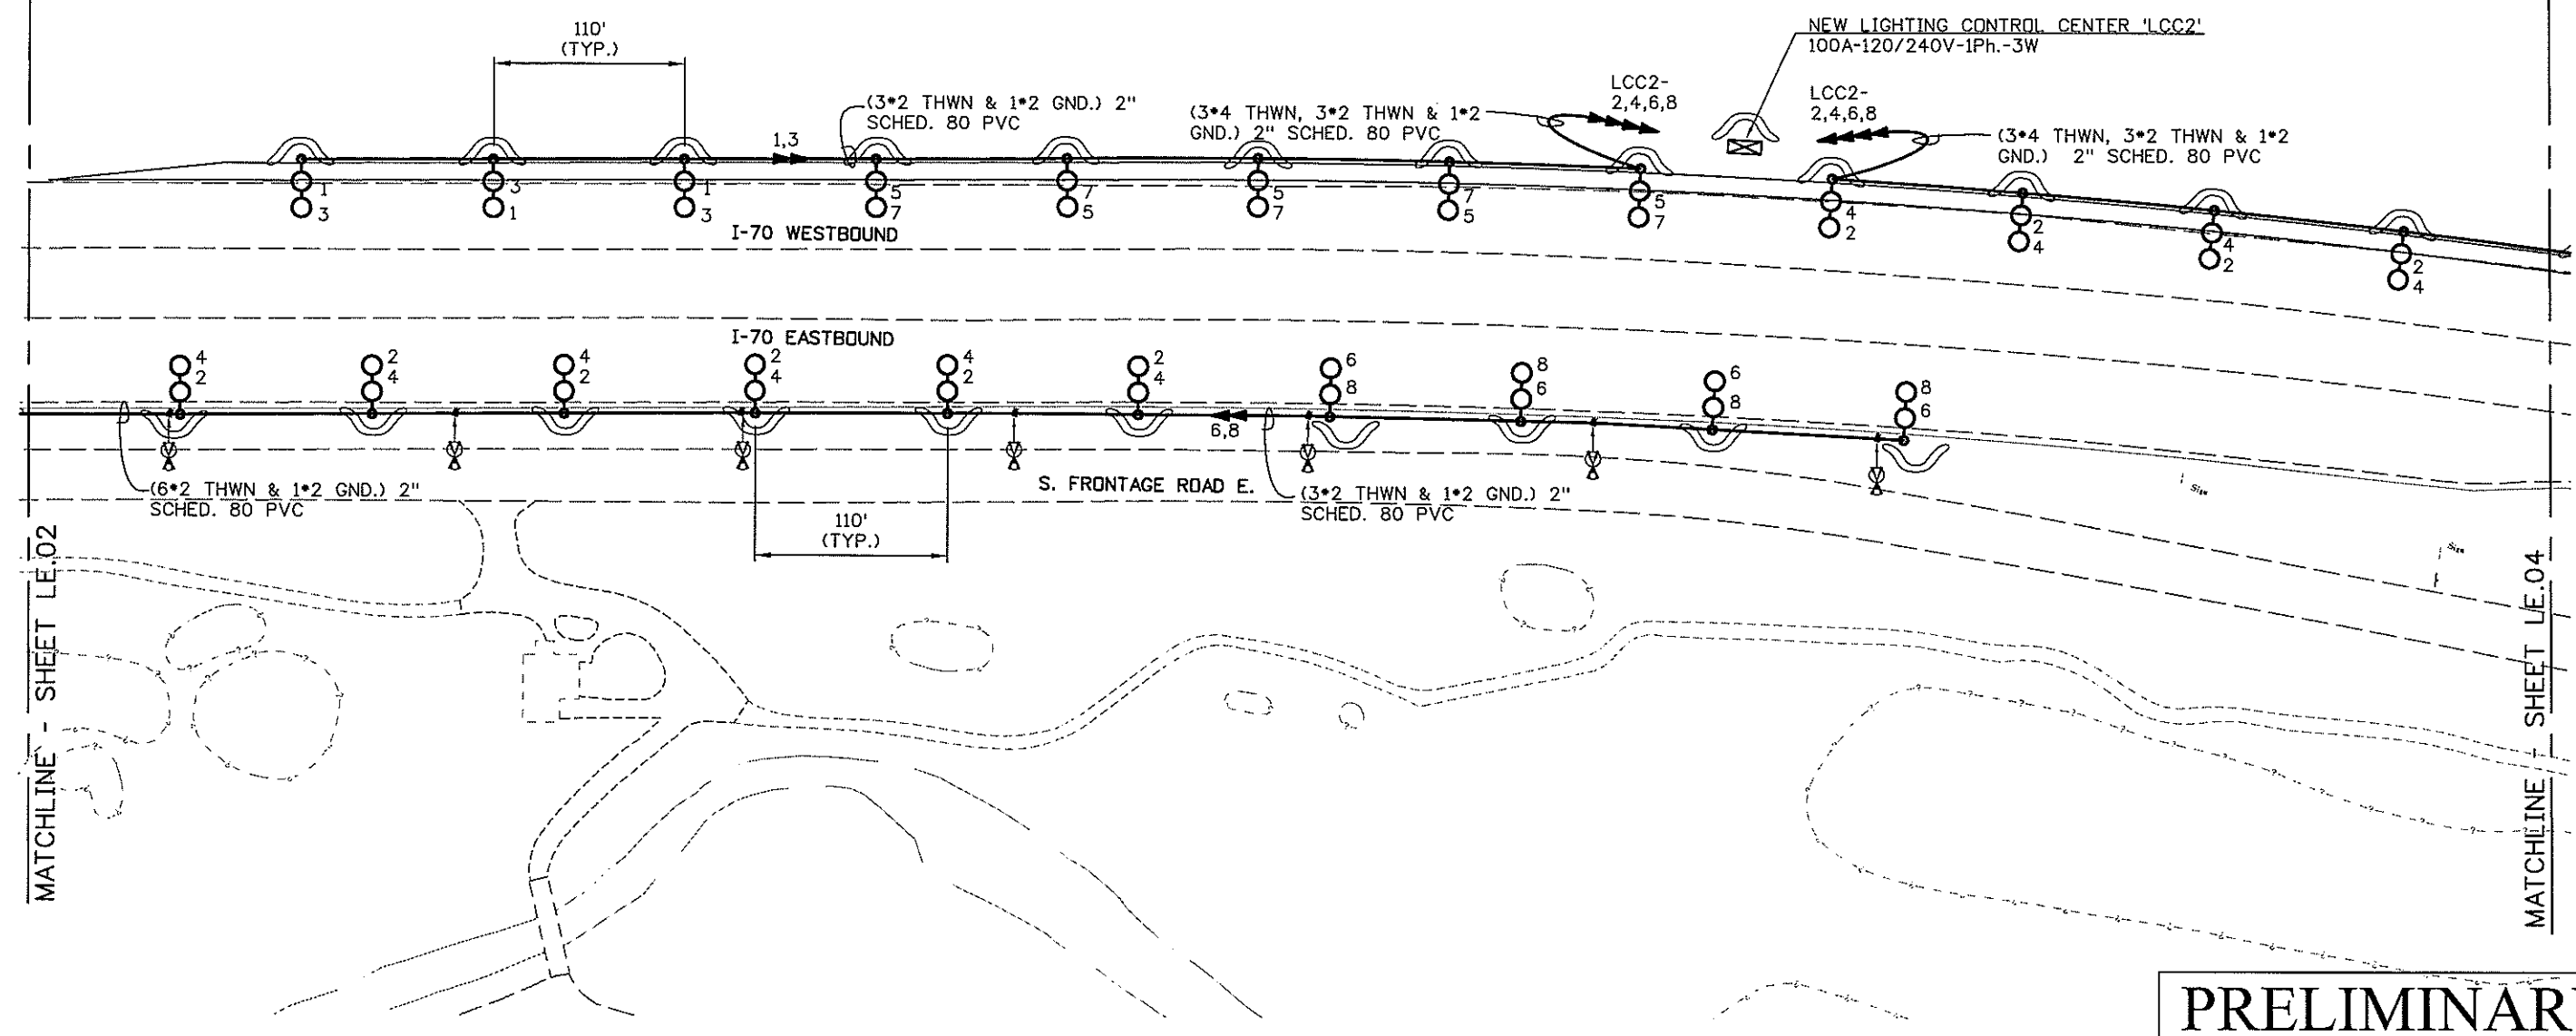 110'
(TYP.)
NEW LIGHTING CONTROL CENTER 'LCC2'
100A-120/240V-1Ph.-3W
(3•2 THWN & 1•2 GND.) 2"
SCHED. 80 PVC
(3•4 THWN, 3•2 THWN & 1•2
GND.) 2" SCHED. 80 PVC
LCC2-
2,4,6,8
LCC2-
2,4,6,8
(3•4 THWN, 3•2 THWN & 1•2
GND.) 2" SCHED. 80 PVC
1,3
1 3 1 5 7 5 7 5 4 2 4 2
3 1 3 7 5 7 5 7 2 4 2 4
I-70 WESTBOUND
I-70 EASTBOUND
4 2 4 2 4 2 6 8 6 8
2 4 2 4 2 4 8 6 8 6
6,8
(6•2 THWN & 1•2 GND.) 2"
SCHED. 80 PVC
S. FRONTAGE ROAD E.
(3•2 THWN & 1•2 GND.) 2"
SCHED. 80 PVC
110'
(TYP.)
Sign
Sign
MATCHLINE - SHEET LE.02
MATCHLINE - SHEET LE.04
PRELIMINAR